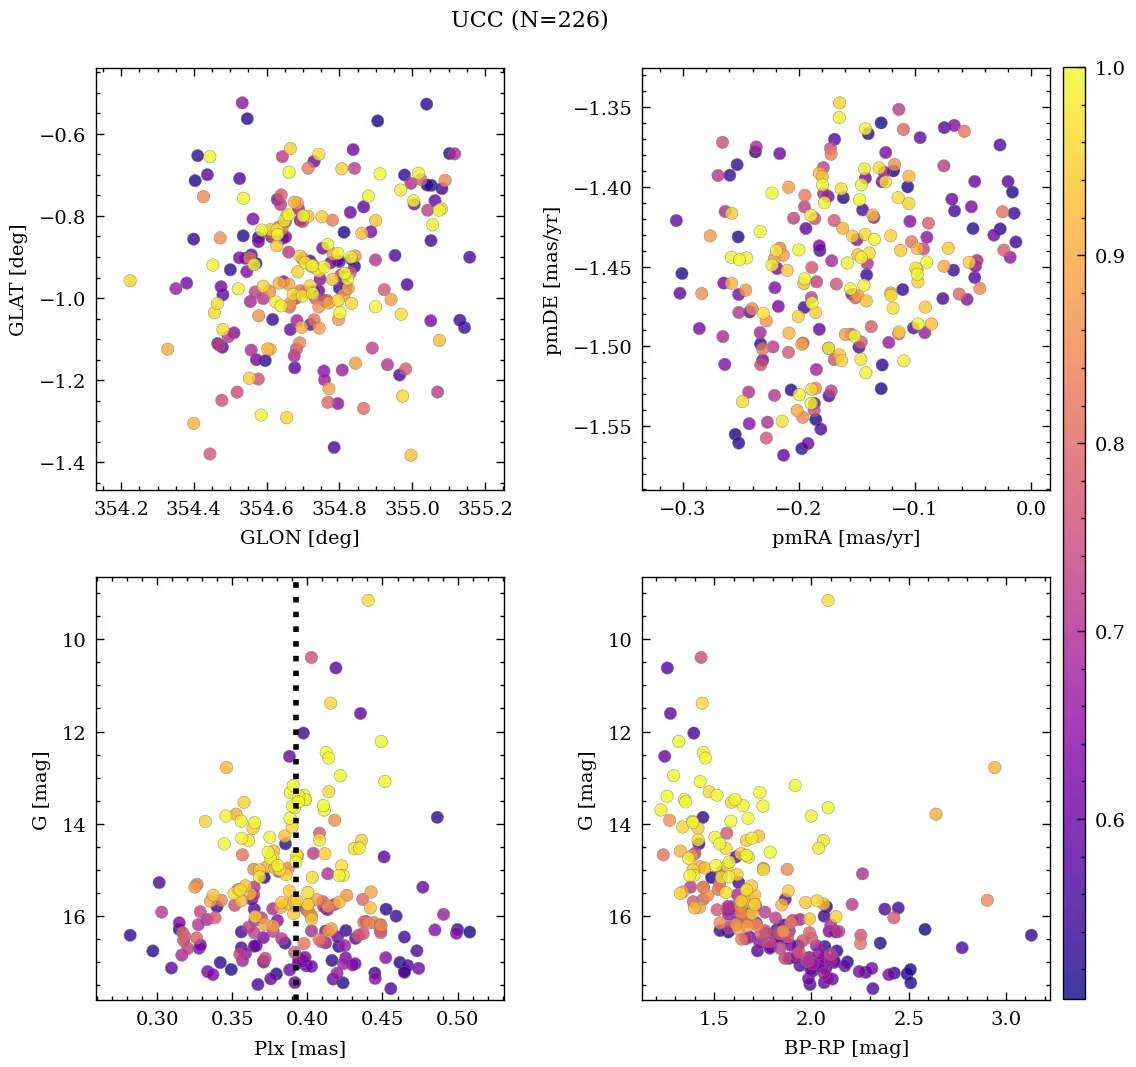 UCC (N=226)
−0.6
−0.8
−1.0
−1.2
−1.4
GLAT [deg]
354.2 354.4 354.6 354.8 355.0 355.2
GLON [deg]
−1.35
−1.40
−1.45
−1.50
−1.55
pmDE [mas/yr]
−0.3 −0.2 −0.1 0.0
pmRA [mas/yr]
10
12
14
16
G [mag]
0.30 0.35 0.40 0.45 0.50
Plx [mas]
10
12
14
16
G [mag]
1.5 2.0 2.5 3.0
BP-RP [mag]
1.0
0.9
0.8
0.7
0.6